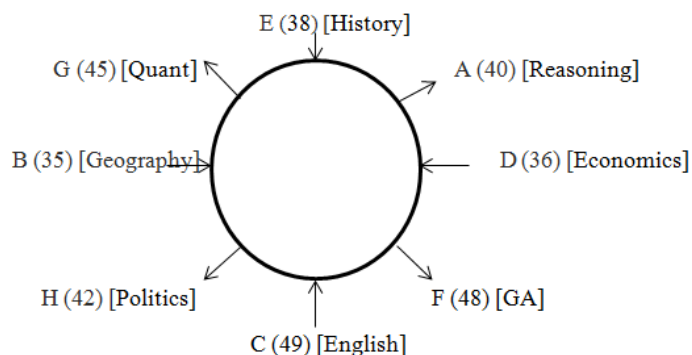 E (38) [History]
G (45) [Quant]
A (40) [Reasoning]
B (35) [Geography]
D (36) [Economics]
H (42) [Politics]
F (48) [GA]
C (49) [English]